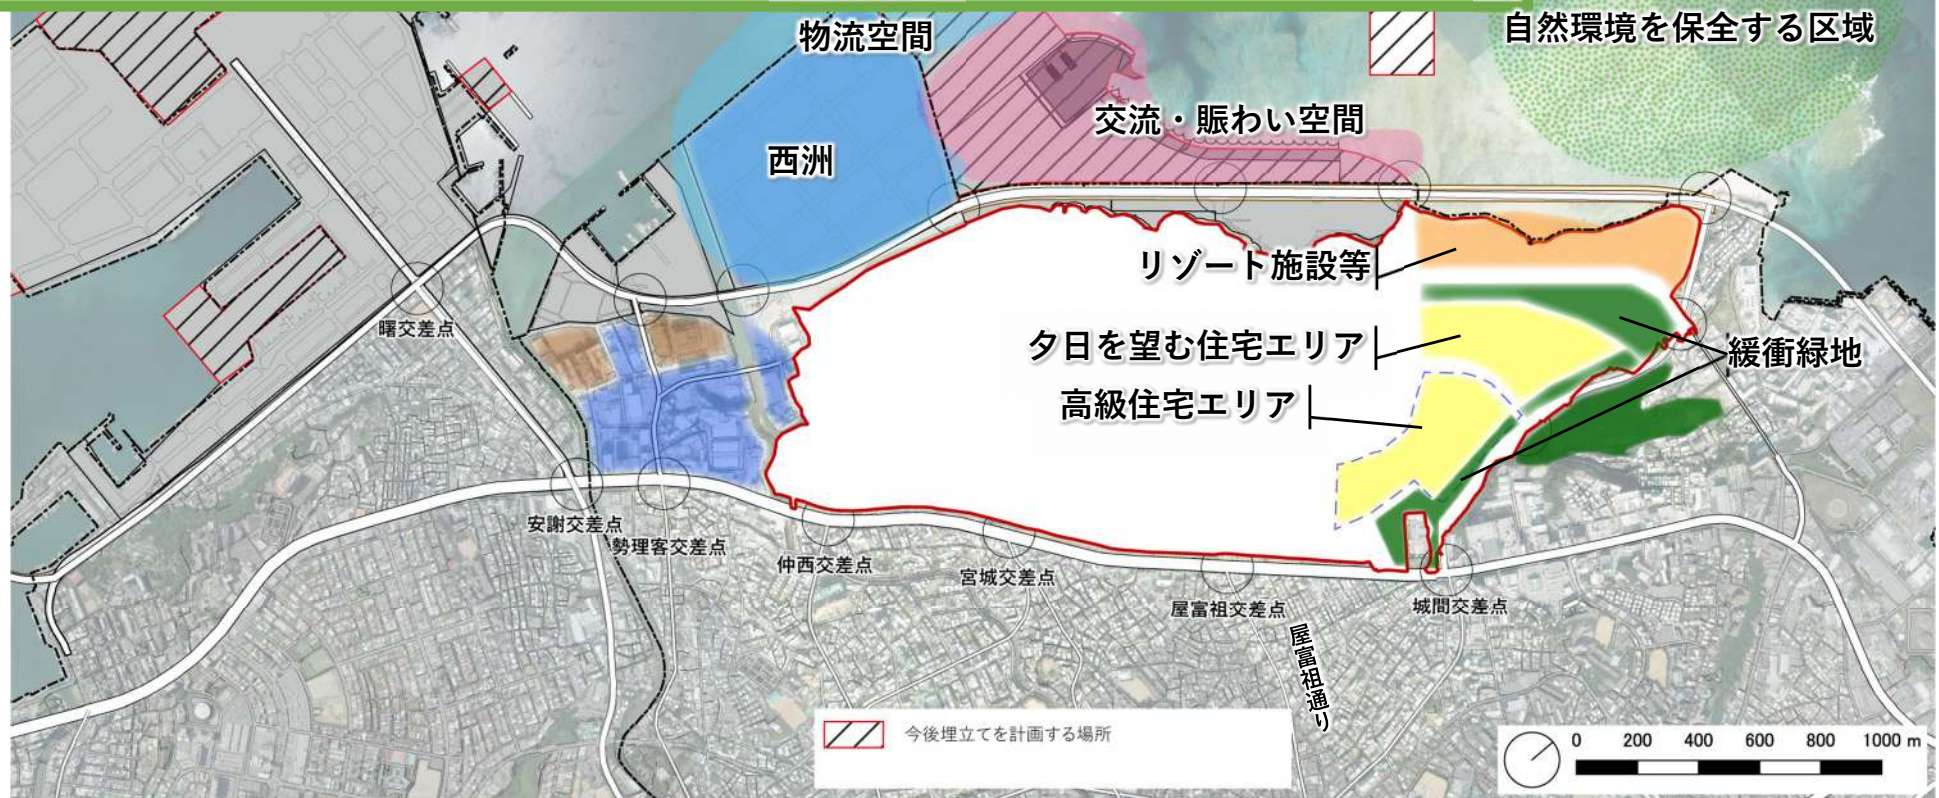 物流空間
自然環境を保全する区域
交流・賑わい空間
西洲
リゾート施設等
曙交差点
夕日を望む住宅エリア
緩衝緑地
高級住宅エリア
安謝交差点
勢理客交差点
仲西交差点
宮城交差点
屋富祖交差点
城間交差点
屋富祖通り
今後埋立てを計画する場所
0 200 400 600 800 1000 m